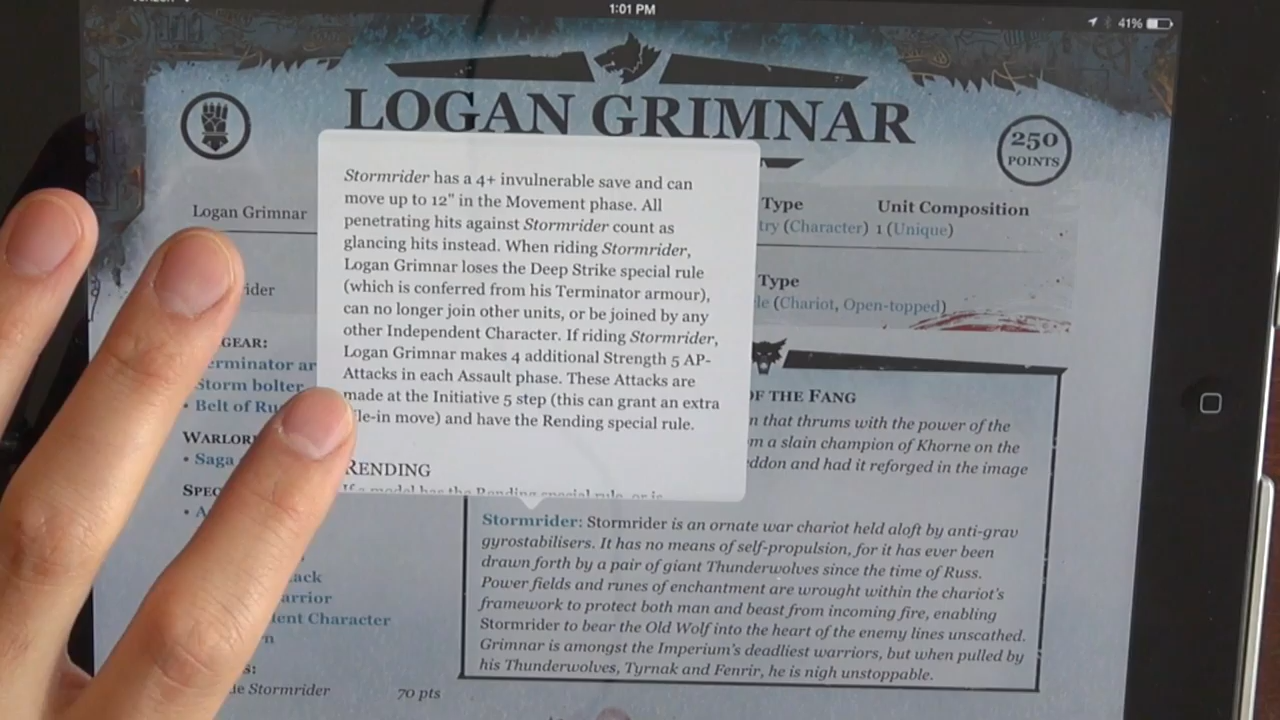 1:01 PM
41%
LOGAN GRIMNAR
250
POINTS
Stormrider has a 4+ invulnerable save and can
move up to 12" in the Movement phase. All
penetrating hits against Stormrider count as
glancing hits instead. When riding Stormrider,
Logan Grimnar loses the Deep Strike special rule
(which is conferred from his Terminator armour),
can no longer join other units, or be joined by any
other Independent Character. If riding Stormrider,
Logan Grimnar makes 4 additional Strength 5 AP-
Attacks in each Assault phase. These Attacks are
made at the Initiative 5 step (this can grant an extra
move) and have the Rending special rule.
RENDING
If a model has the Rending special rule, or is
Logan Grimnar
Type
Unit Composition
(Character) 1 (Unique)
Type
(Chariot, Open-topped)
GEAR:
Storm bolter
• Belt of
• Saga
Character
Stormrider 70 pts
OF THE FANG
that thrums with the power of the
a slain champion of Khorne on the
and had it reforged in the image
Stormrider: Stormrider is an ornate war chariot held aloft by anti-grav
gyrostabilisers. It has no means of self-propulsion, for it has ever been
drawn forth by a pair of giant Thunderwolves since the time of Russ.
Power fields and runes of enchantment are wrought within the chariot's
framework to protect both man and beast from incoming fire, enabling
Stormrider to bear the Old Wolf into the heart of the enemy lines unscathed.
Grimnar is amongst the Imperium's deadliest warriors, but when pulled by
his Thunderwolves, Tyrnak and Fenrir, he is nigh unstoppable.